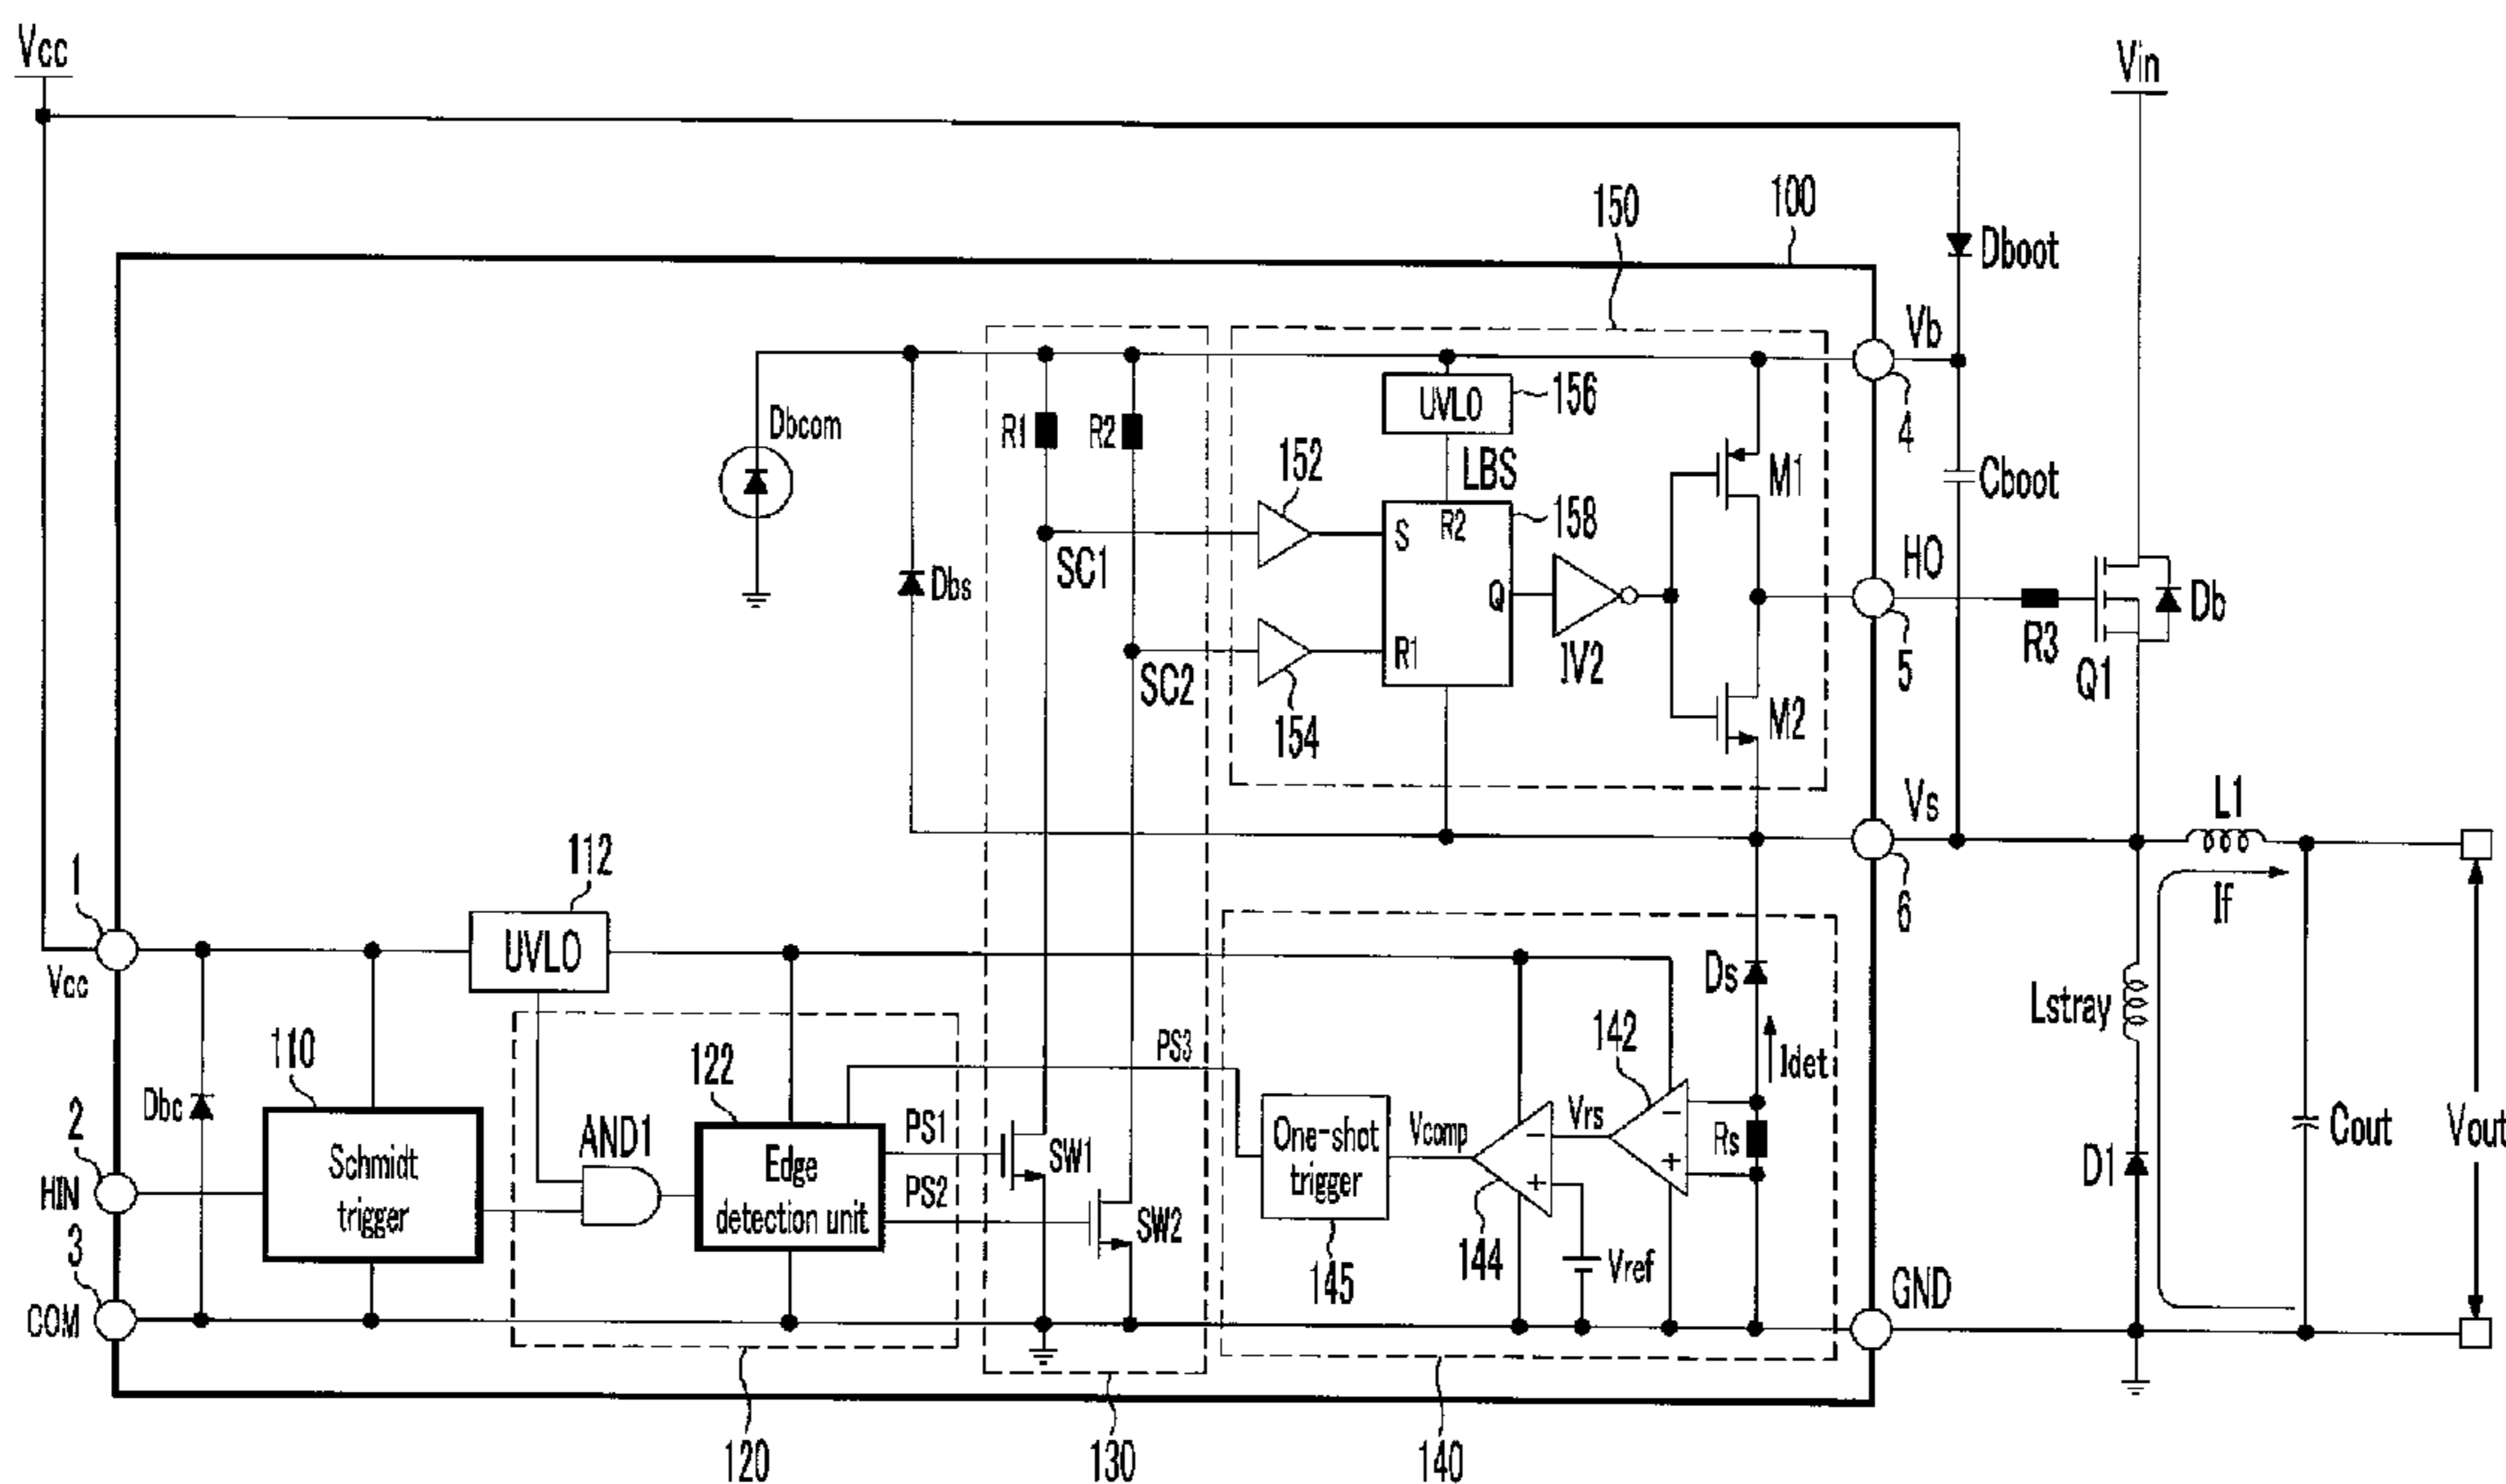 Vcc
Vin
150
100
Dboot
Vb
4
Dbcom
R1
R2
UVLO
156
LBS
M1
Cboot
152
158
S
R2
SC1
HO
Dbs
Q
Db
R1
IV2
R3
Q1
5
SC2
154
M2
Vs
L1
6
If
112
1
UVLO
Vcc
Ds
Lstray
110
122
PS3
142
Idet
Dbc
2
AND1
PS1
One-shot
trigger
Vcomp
Vrs
Rs
Cout
Vout
Schmidt
trigger
Edge
detection unit
SW1
D1
HIN
PS2
SW2
3
145
144
Vref
GND
COM
120
130
140